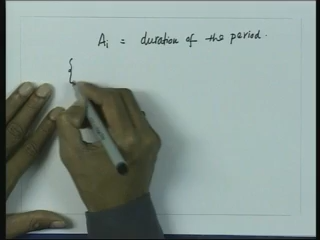 Ai = duration of the period.
{